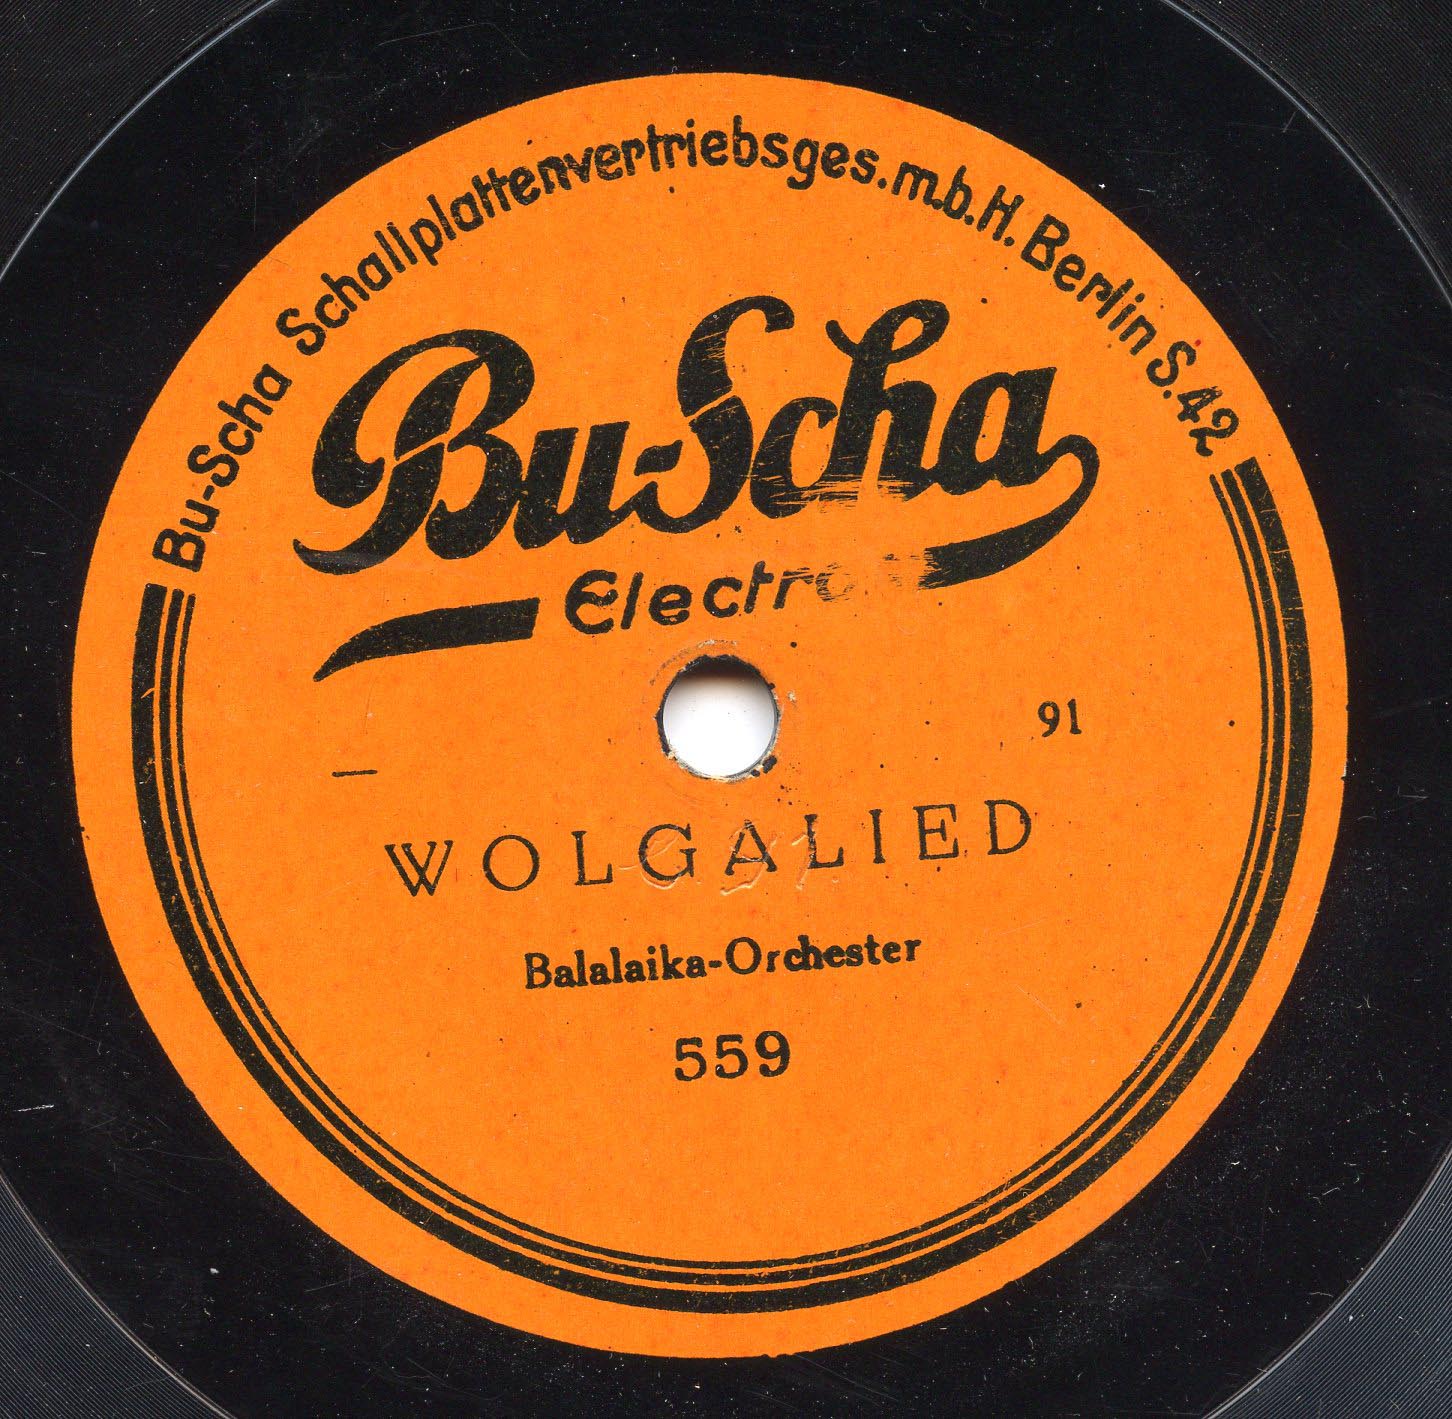 Bu-Scha Schallplattenvertriebsges.m.b.H. Berlin S.42
Bu-Scha
91
WOLGALIED
Balalaika-Orchester
559